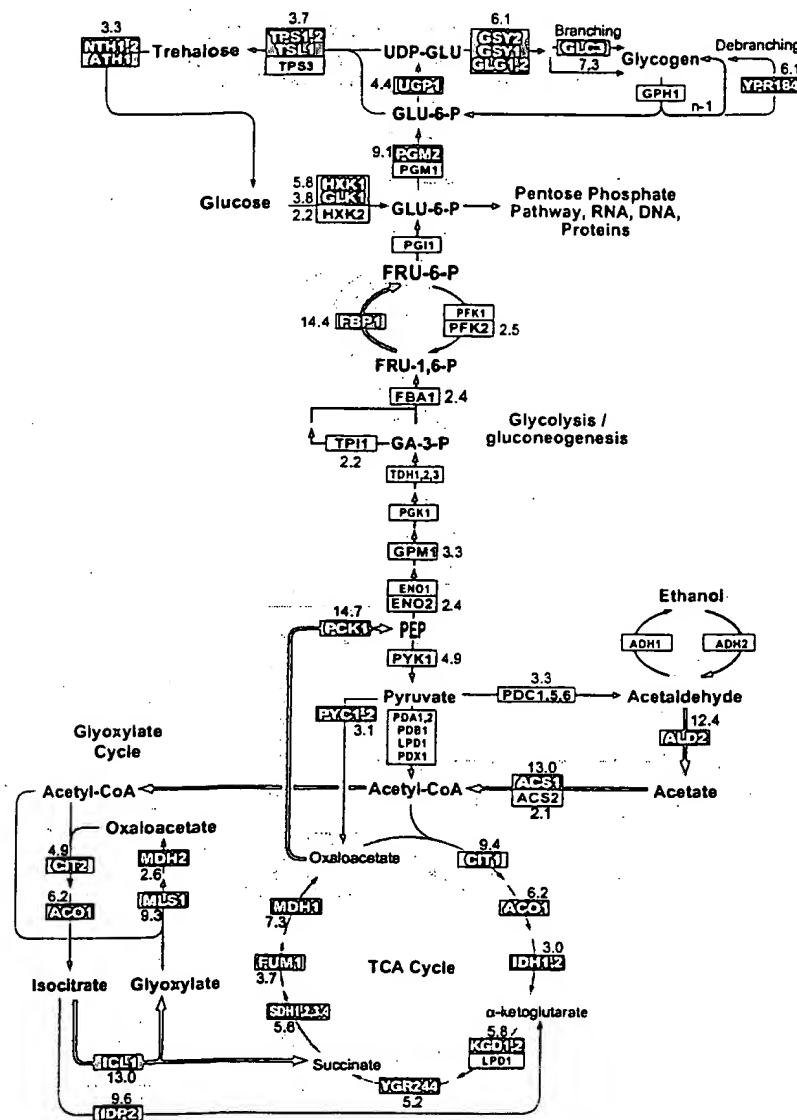 3.3
NTH1-2
ATH1
Trehalose
3.7
TPS1-2
TSL1
TPS3
UDP-GLU
6.1
GSY2
GSY1
GLG1-2
Branching
GLC3
7.3
Glycogen
Debranching
6.1
YPR184
GPH1
n-1
4.4
UGP1
GLU-6-P
9.1
PGM2
PGM1
Glucose
5.8
3.8
2.2
HXK1
GLK1
HXK2
GLU-6-P
Pentose Phosphate
Pathway, RNA, DNA,
Proteins
PGI1
FRU-6-P
14.4
FBP1
PFK1
PFK2
2.5
FRU-1,6-P
FBA1
2.4
Glycolysis /
gluconeogenesis
TPI1
2.2
GA-3-P
TDH1,2,3
PGK1
GPM1
3.3
ENO1
ENO2
2.4
14.7
PCK1
PEP
PYK1
4.9
Ethanol
ADH1
ADH2
Pyruvate
3.3
PDC1,5,6
Acetaldehyde
PYC1-2
3.1
PDA1,2
PDB1
LPD1
PDX1
12.4
ALD2
Glyoxylate
Cycle
Acetyl-CoA
Acetyl-CoA
13.0
ACS1
ACS2
2.1
Acetate
Oxaloacetate
4.9
CIT2
MDH2
2.6
Oxaloacetate
9.4
CIT1
6.2
ACO1
MLS1
9.3
MDH1
7.3
6.2
ACO1
FUM1
3.7
TCA Cycle
3.0
IDH1-2
Isocitrate
Glyoxylate
SDH1-2,3,4
5.8
α-ketoglutarate
5.8
KGD1-2
LPD1
ICL1
13.0
Succinate
YGR244
5.2
9.6
IDP2